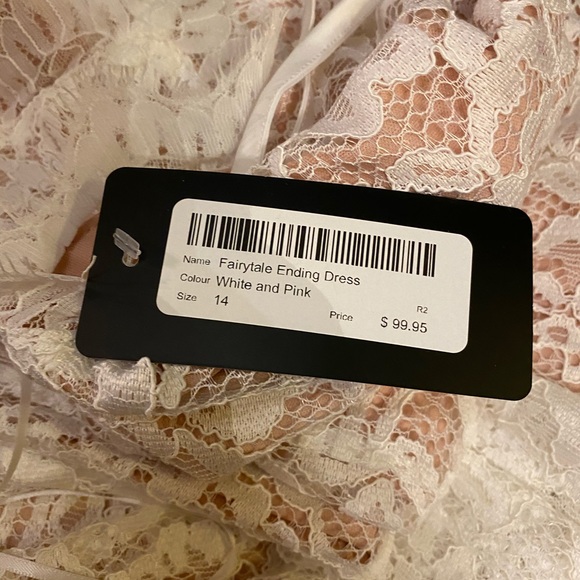 Name Fairytale Ending Dress
Colour White and Pink
Size 14
R2
Price $ 99.95